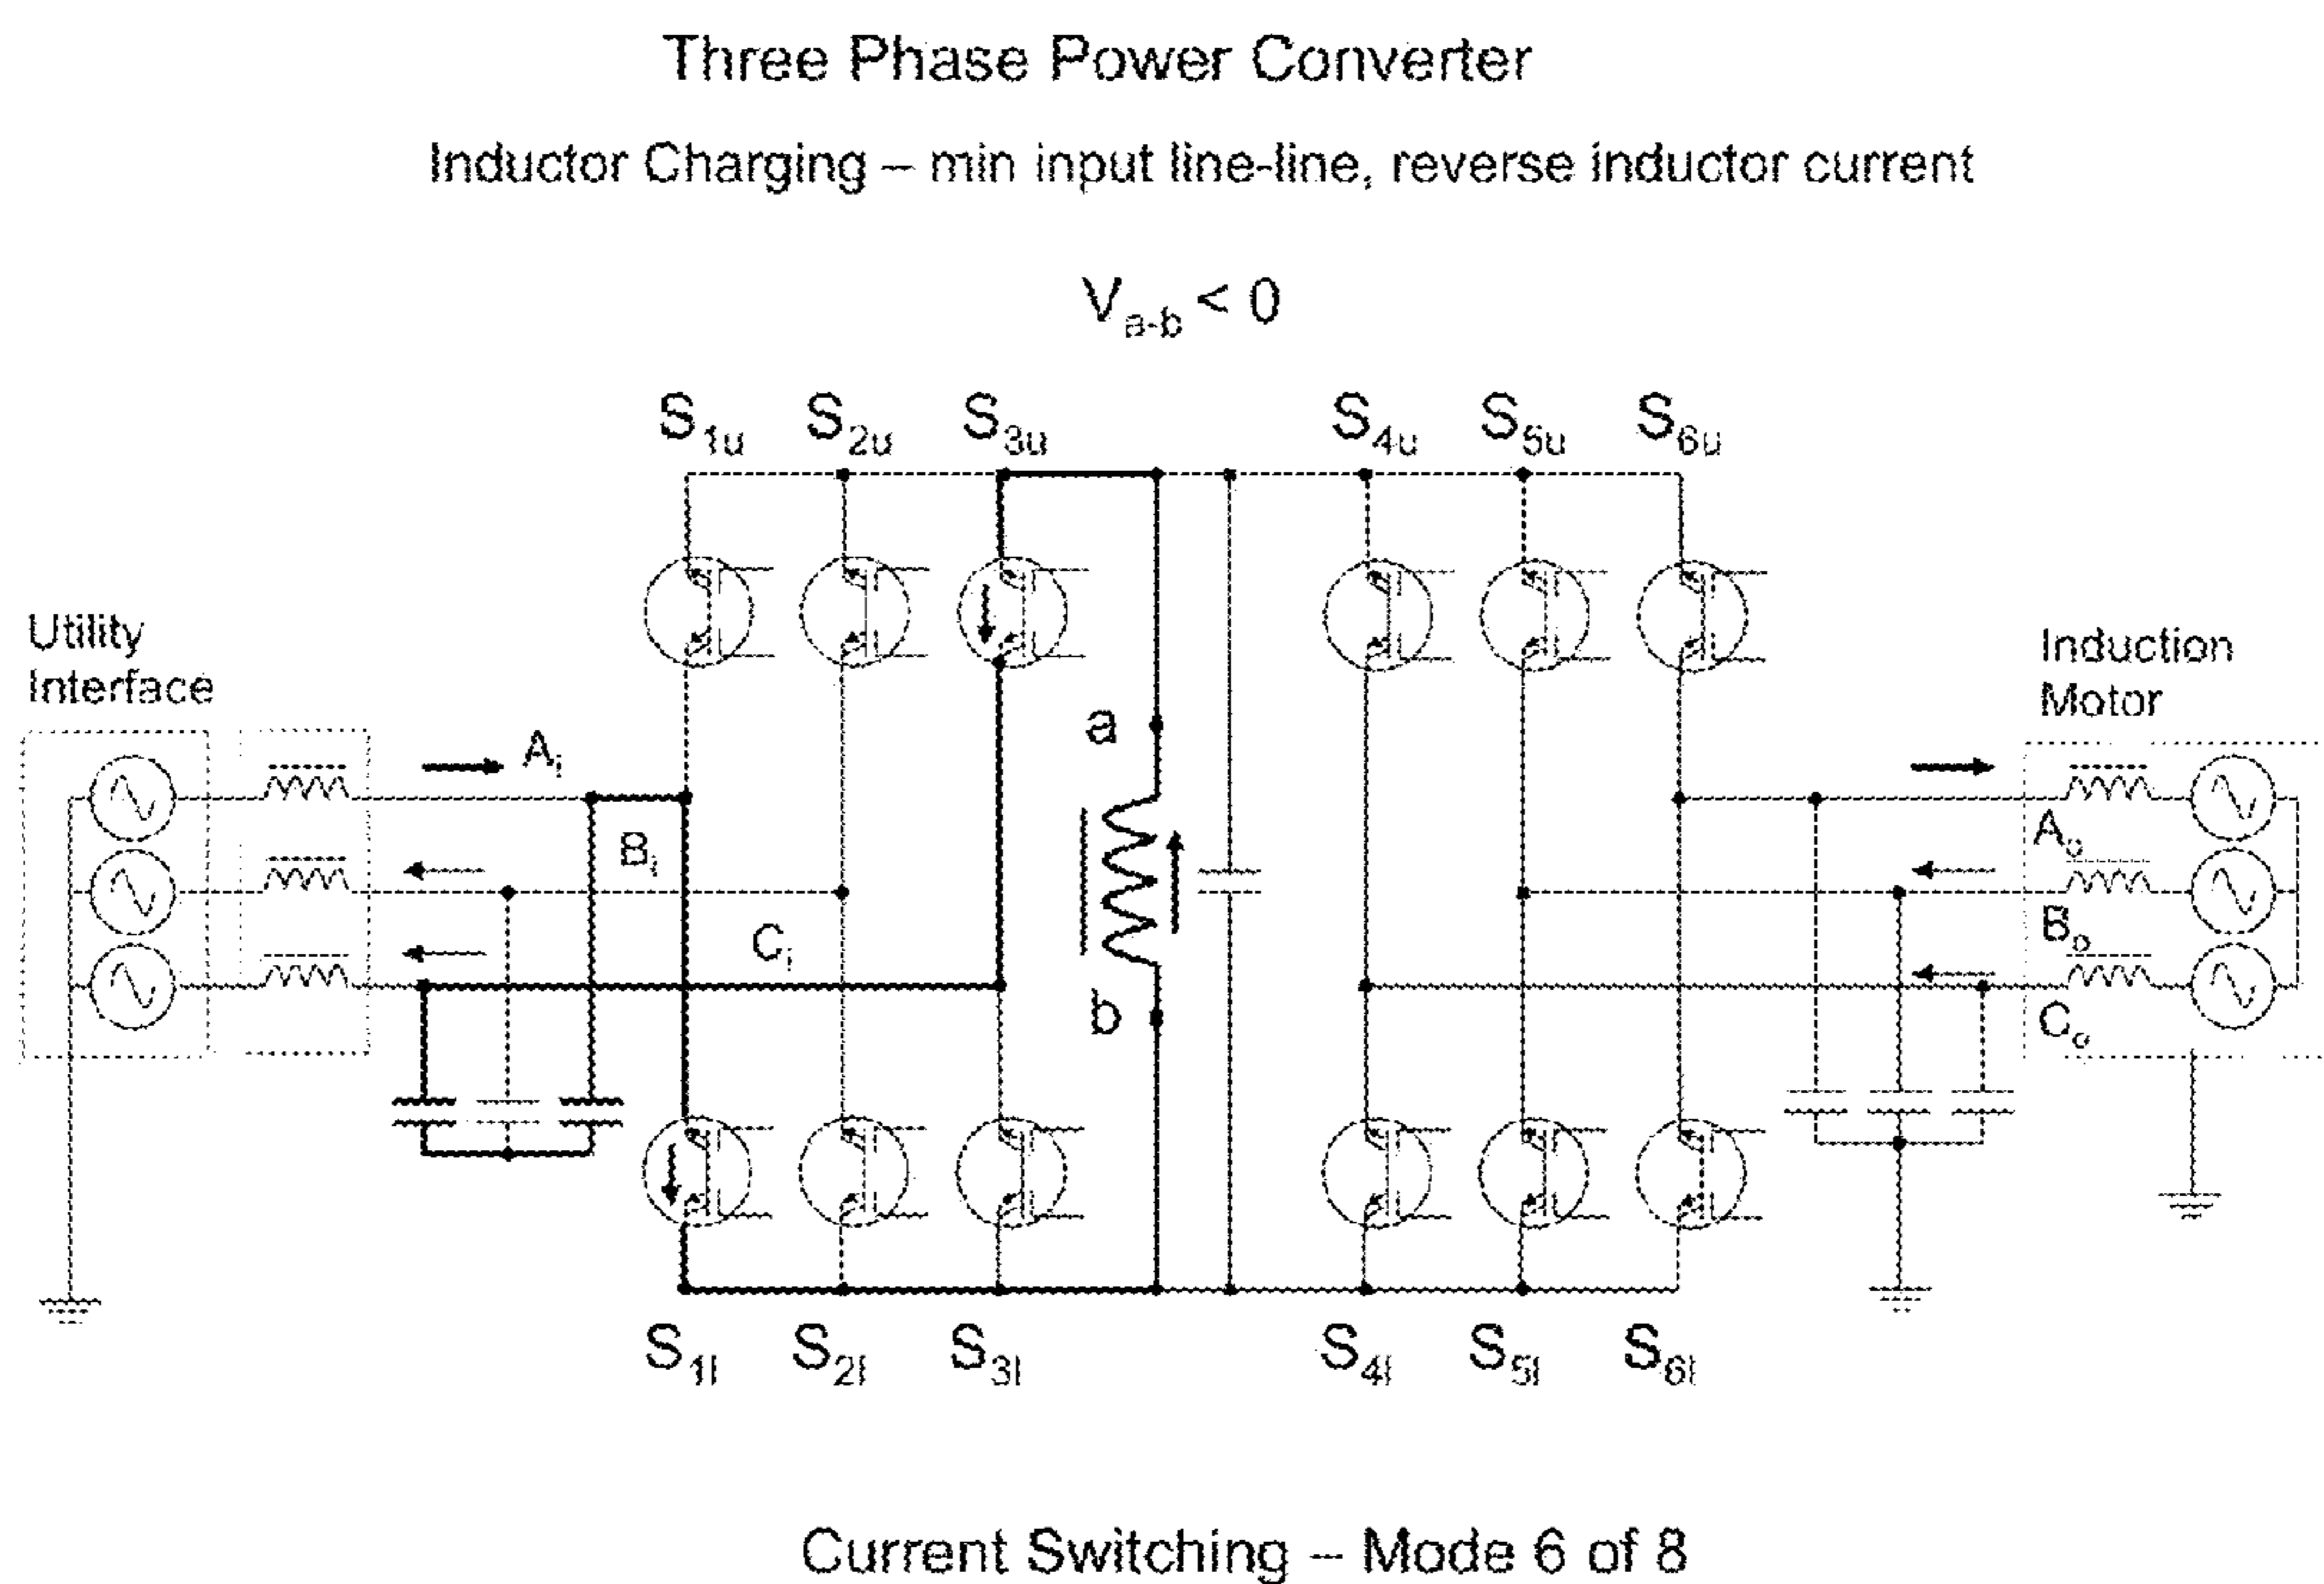 Three Phase Power Converter
Inductor Charging – min input line-line, reverse inductor current
Va-b < 0
S1u S2u S3u S4u S5u S6u
Utility
Interface
Induction
Motor
Ai
Bi
Ci
a
b
Ao
Bo
Co
S1l S2l S3l S4l S5l S6l
Current Switching – Mode 6 of 8